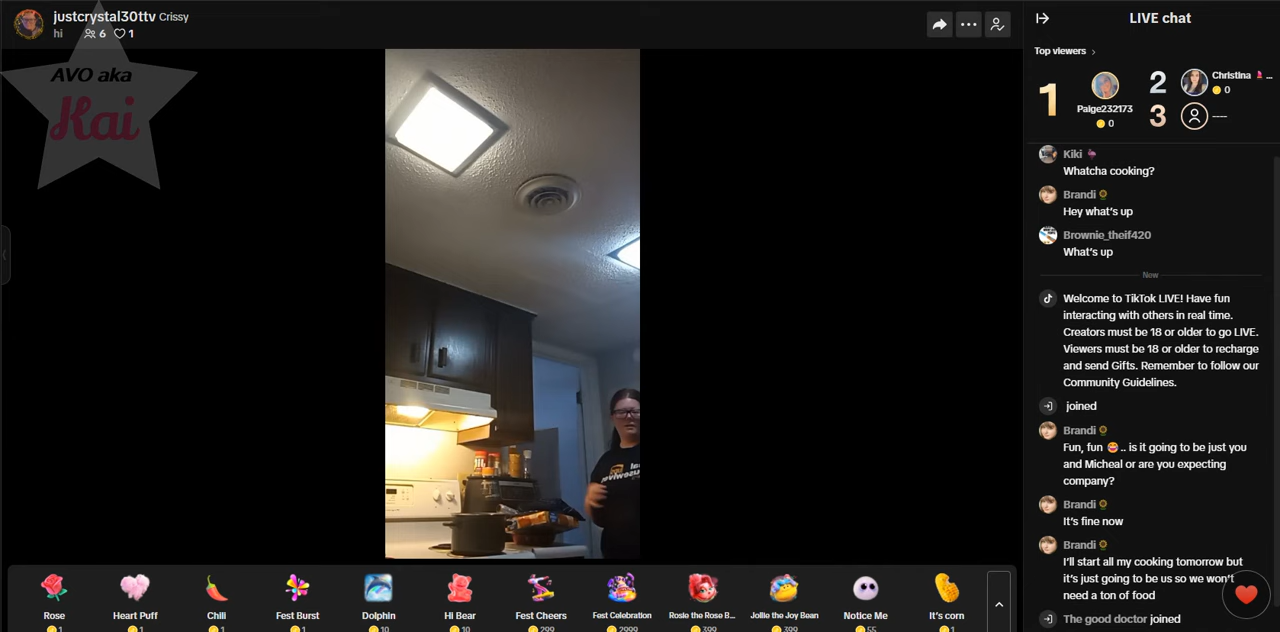 justcrystal30ttv Crissy
hi 6 1
AVO aka
Kai
LIVE chat
Top viewers
1
Paige232173
0
2
Christina ...
0
3
----
Kiki
Whatcha cooking?
Brandi
Hey what's up
Brownie_theif420
What's up
New
Welcome to TikTok LIVE! Have fun
interacting with others in real time.
Creators must be 18 or older to go LIVE.
Viewers must be 18 or older to recharge
and send Gifts. Remember to follow our
Community Guidelines.
joined
Brandi
Fun, fun .. is it going to be just you
and Micheal or are you expecting
company?
Brandi
It's fine now
Brandi
I'll start all my cooking tomorrow but
it's just going to be us so we won't
need a ton of food
The good doctor joined
Rose
1
Heart Puff
1
Chili
1
Fest Burst
1
Dolphin
10
Hi Bear
10
Fest Cheers
299
Fest Celebration
2999
Rosie the Rose B...
399
Jollie the Joy Bean
399
Notice Me
55
It's corn
1